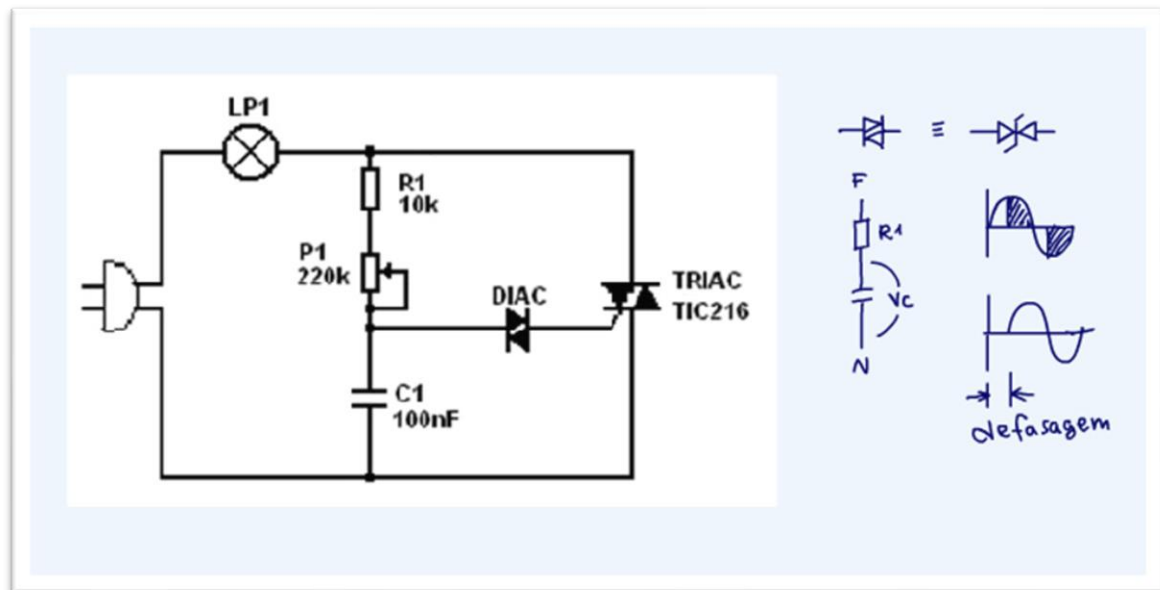 LP1
R1
10k
P1
220k
DIAC
TRIAC
TIC216
C1
100nF
≡
F
R1
Vc
N
defasagem